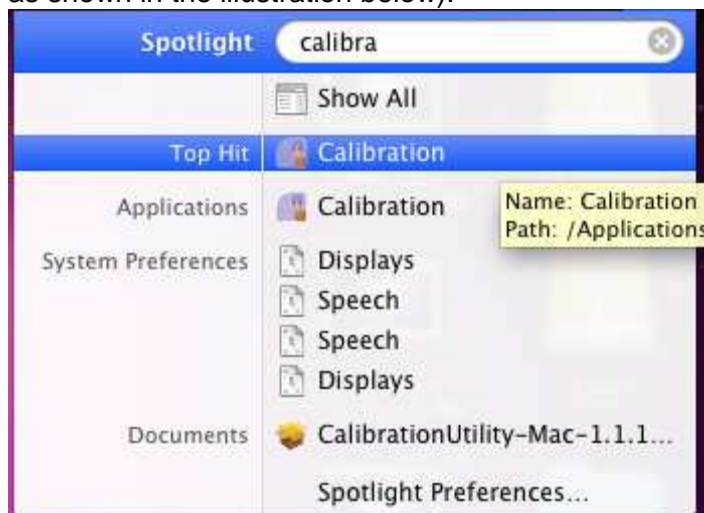 as shown in the illustration below).
Spotlight calibra
Show All
Top Hit Calibration
Applications Calibration
Name: Calibration
Path: /Applications
System Preferences Displays
Speech
Speech
Displays
Documents CalibrationUtility-Mac-1.1.1...
Spotlight Preferences...